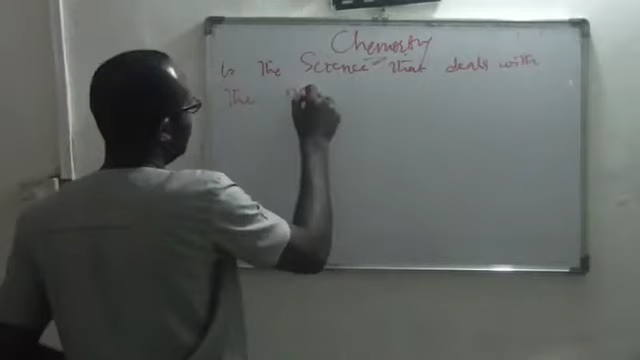 Chemistry
is the Science that deals with
the